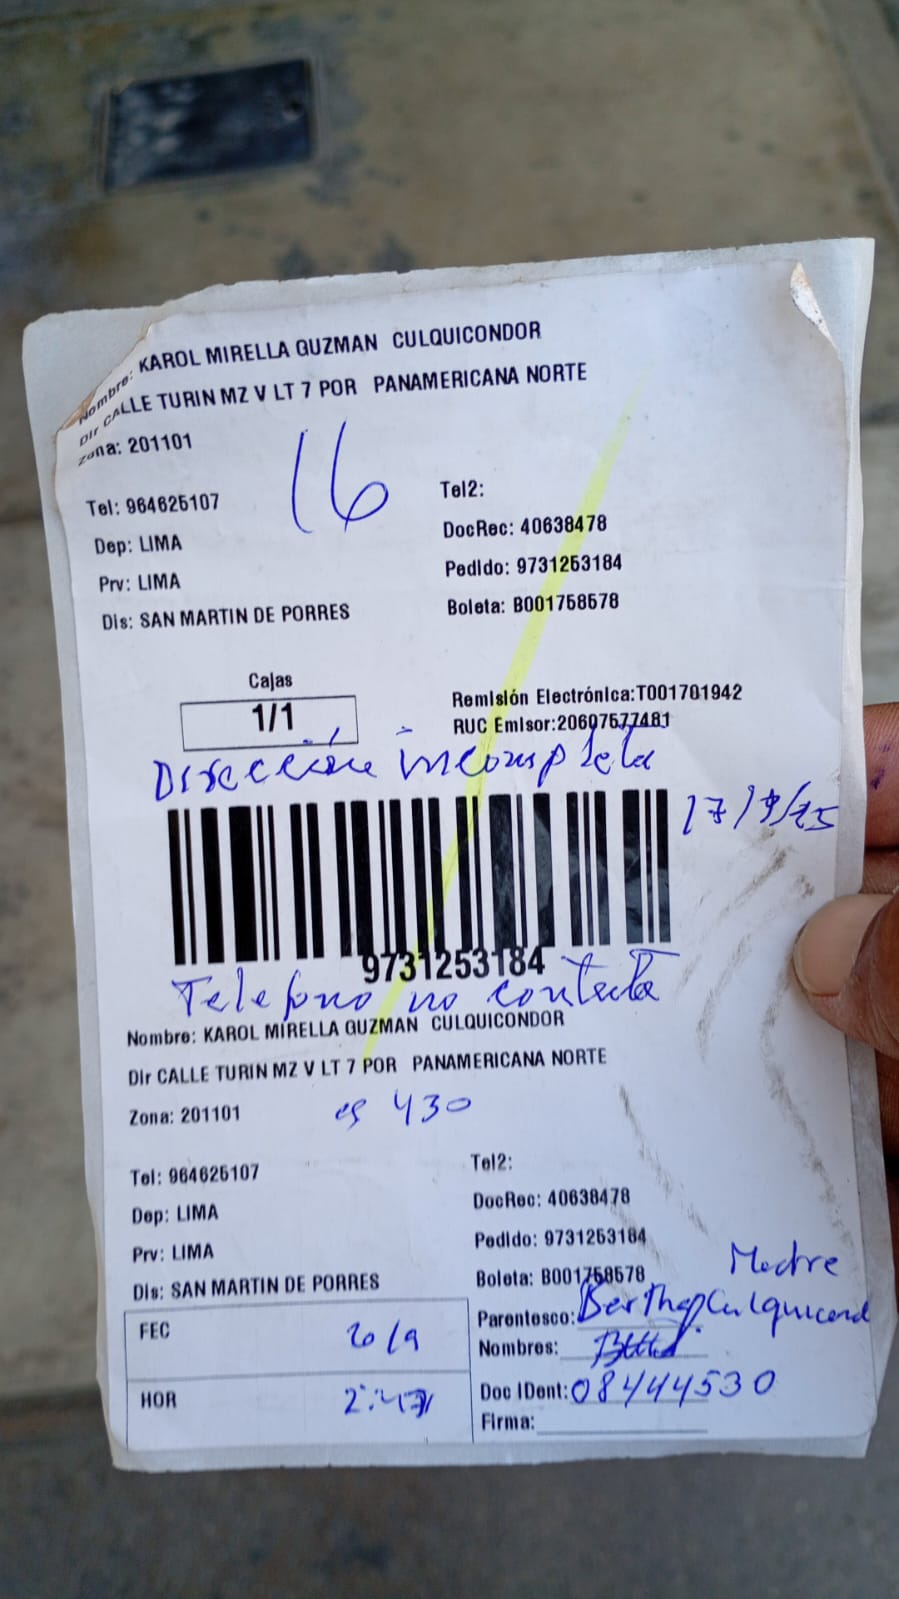 Nombre: KAROL MIRELLA GUZMAN CULQUICONDOR
Dir CALLE TURIN MZ V LT 7 POR PANAMERICANA NORTE
Zona: 201101
16
Tel: 964625107
Tel2:
Dep: LIMA
DocRec: 40638478
Prv: LIMA
Pedido: 9731253184
Dis: SAN MARTIN DE PORRES
Boleta: B001758578
Cajas
1/1
Remisión Electrónica:T001701942
RUC Emisor:20607577481
Dirección incompleta
17/9/25
9731253184
Telefono no contesta
Nombre: KAROL MIRELLA GUZMAN CULQUICONDOR
Dir CALLE TURIN MZ V LT 7 POR PANAMERICANA NORTE
Zona: 201101
es 430
Tel: 964625107
Tel2:
Dep: LIMA
DocRec: 40638478
Prv: LIMA
Pedido: 9731253184
Dis: SAN MARTIN DE PORRES
Boleta: B001758578
Madre
FEC 20/9
Parentesco: Bertha Culquicond
Nombres:
HOR
Doc IDent: 08444530
Firma: